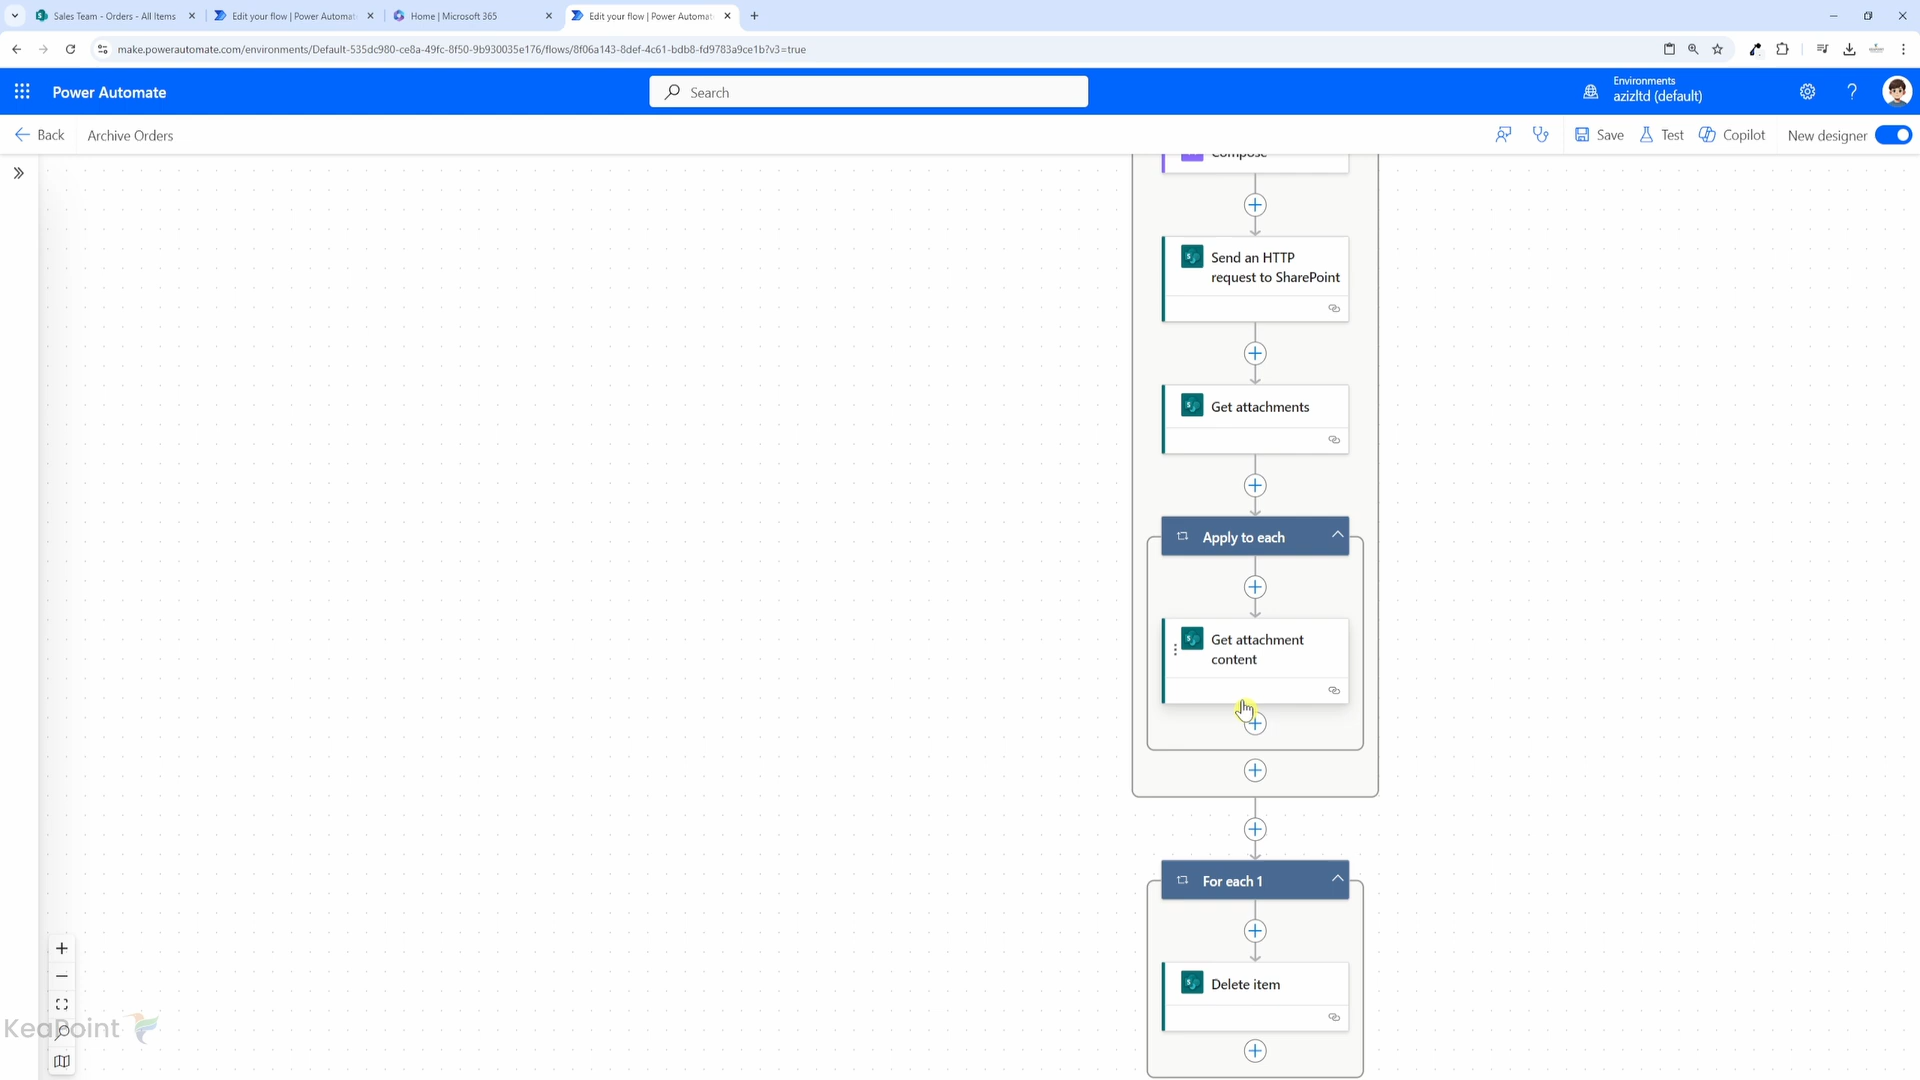 Sales Team - Orders - All Items
Edit your flow | Power Automat
Home | Microsoft 365
Edit your flow | Power Automat
make.powerautomate.com/environments/Default-535dc980-ce8a-49fc-8f50-9b930035e176/flows/8f06a143-8def-4c61-bdb8-fd9783a9ce1b?v3=true
Power Automate
Search
Environments
azizltd (default)
Back
Archive Orders
Save
Test
Copilot
New designer
Compose
Send an HTTP
request to SharePoint
Get attachments
Apply to each
Get attachment
content
For each 1
Delete item
KeaPoint